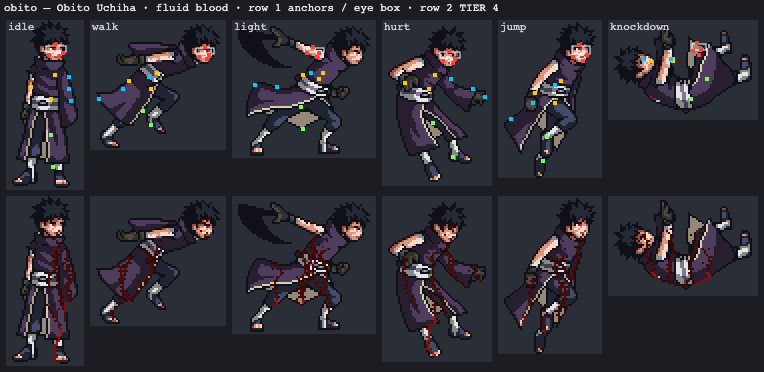 obito — Obito Uchiha · fluid blood · row 1 anchors / eye box · row 2 TIER 4
idle walk light hurt jump knockdown